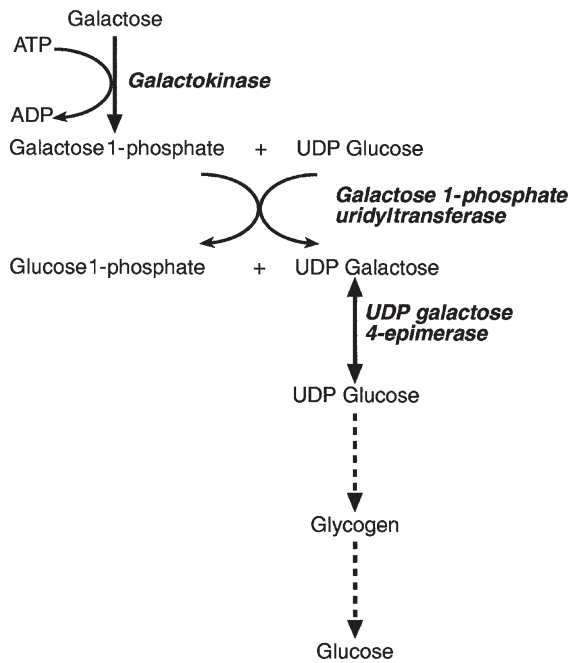 Galactose
ATP
Galactokinase
ADP
Galactose 1-phosphate + UDP Glucose
Galactose 1-phosphate
uridyltransferase
Glucose 1-phosphate + UDP Galactose
UDP galactose
4-epimerase
UDP Glucose
Glycogen
Glucose